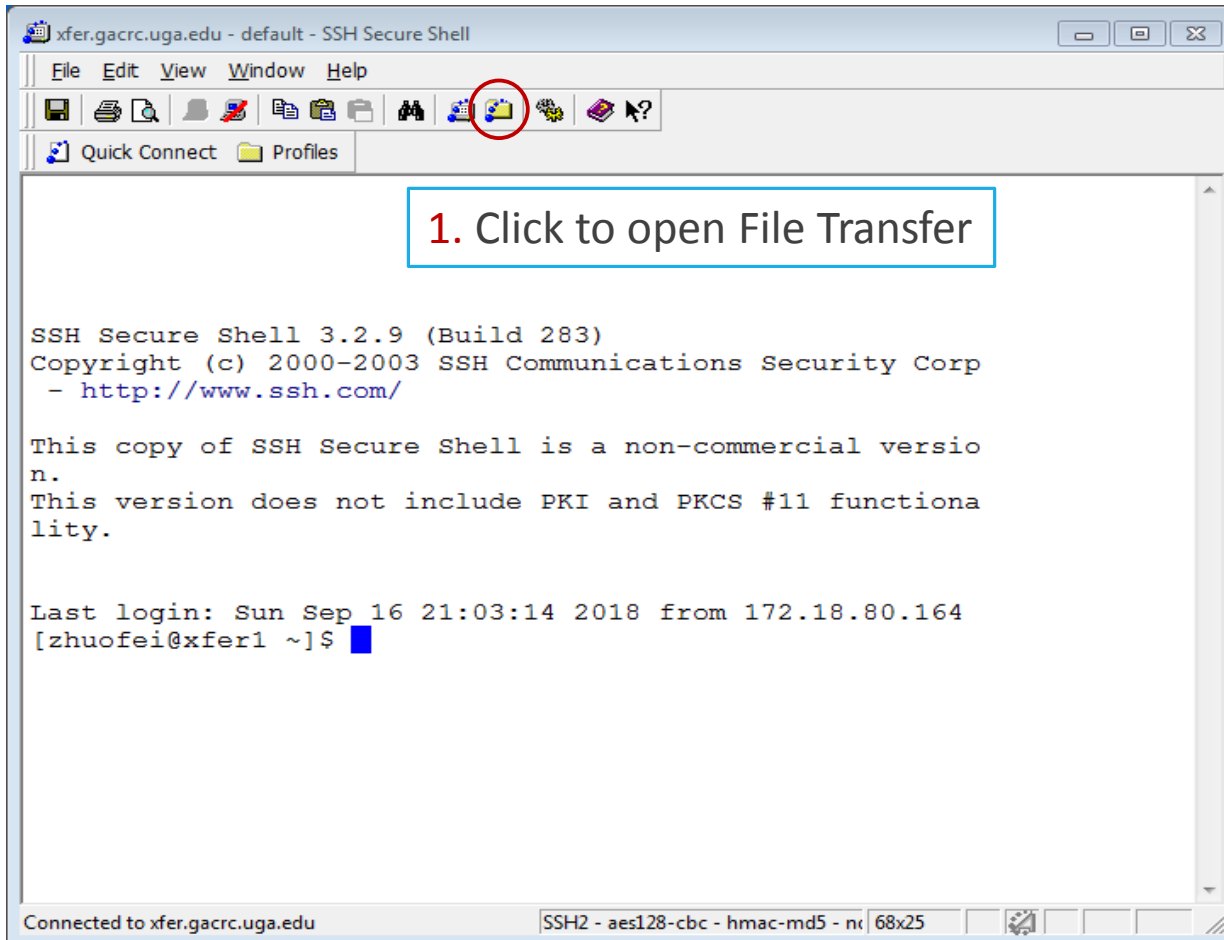 xfer.gacrc.uga.edu - default - SSH Secure Shell
File Edit View Window Help
Quick Connect Profiles
1. Click to open File Transfer
SSH Secure Shell 3.2.9 (Build 283)
Copyright (c) 2000-2003 SSH Communications Security Corp
- http://www.ssh.com/
This copy of SSH Secure Shell is a non-commercial versio
n.
This version does not include PKI and PKCS #11 functiona
lity.
Last login: Sun Sep 16 21:03:14 2018 from 172.18.80.164
[zhuofei@xfer1 ~]$
Connected to xfer.gacrc.uga.edu SSH2 - aes128-cbc - hmac-md5 - 68x25